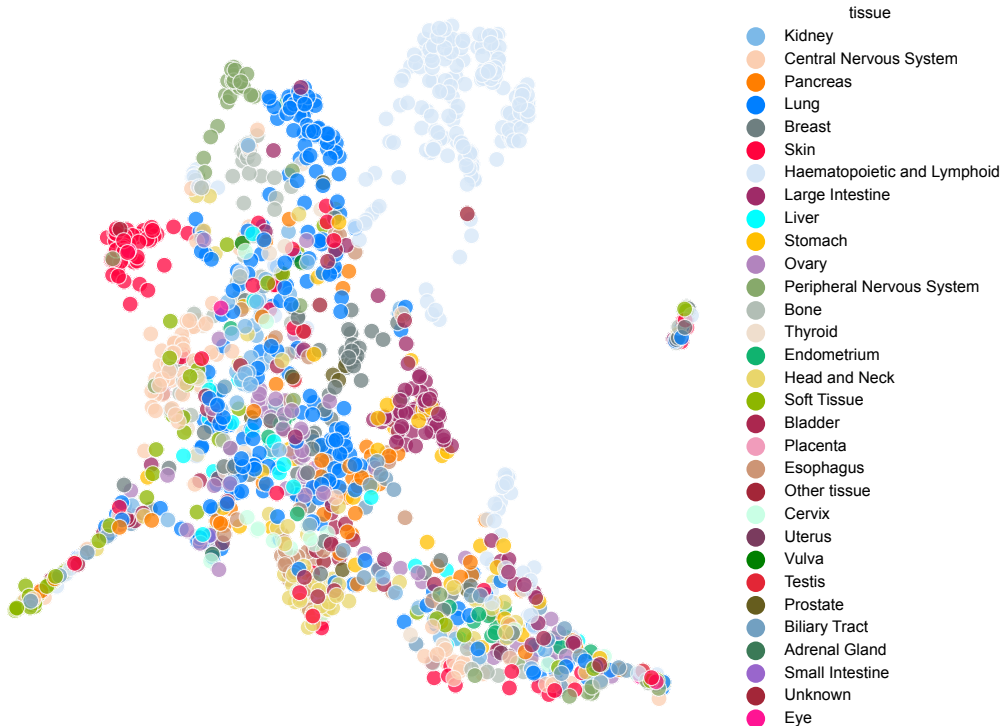 tissue
Kidney
Central Nervous System
Pancreas
Lung
Breast
Skin
Haematopoietic and Lymphoid
Large Intestine
Liver
Stomach
Ovary
Peripheral Nervous System
Bone
Thyroid
Endometrium
Head and Neck
Soft Tissue
Bladder
Placenta
Esophagus
Other tissue
Cervix
Uterus
Vulva
Testis
Prostate
Biliary Tract
Adrenal Gland
Small Intestine
Unknown
Eye